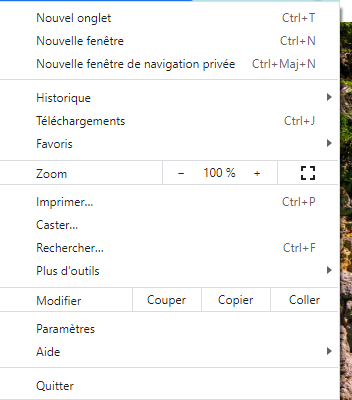 Nouvel onglet Ctrl+T
Nouvelle fenêtre Ctrl+N
Nouvelle fenêtre de navigation privée Ctrl+Maj+N
Historique
Téléchargements Ctrl+J
Favoris
Zoom − 100 % +
Imprimer... Ctrl+P
Caster...
Rechercher... Ctrl+F
Plus d'outils
Modifier Couper Copier Coller
Paramètres
Aide
Quitter